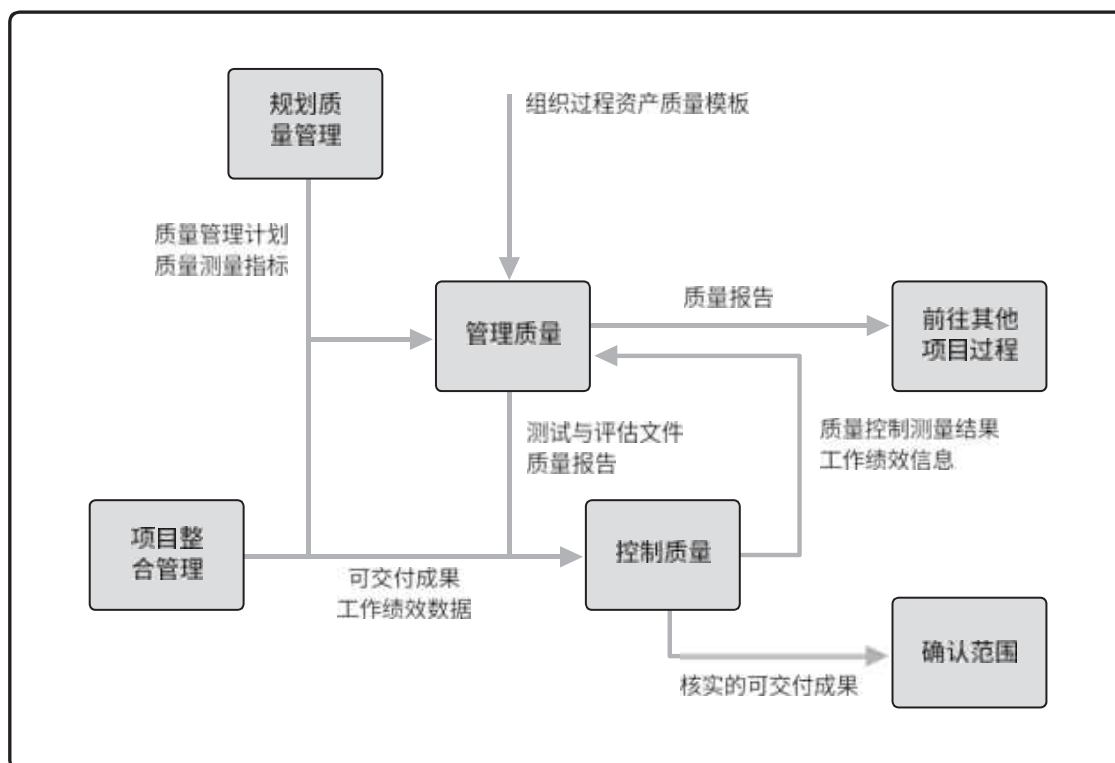 规划质
量管理
组织过程资产质量模板
质量管理计划
质量测量指标
管理质量
质量报告
前往其他
项目过程
测试与评估文件
质量报告
质量控制测量结果
工作绩效信息
项目整
合管理
可交付成果
工作绩效数据
控制质量
核实的可交付成果
确认范围